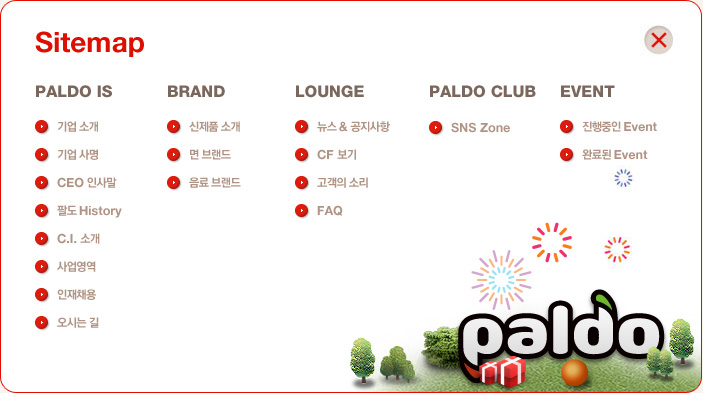 Sitemap
PALDO IS
기업 소개
기업 사명
CEO 인사말
팔도 History
C.I. 소개
사업영역
인재채용
오시는 길
BRAND
신제품 소개
면 브랜드
음료 브랜드
LOUNGE
뉴스 & 공지사항
CF 보기
고객의 소리
FAQ
PALDO CLUB
SNS Zone
EVENT
진행중인 Event
완료된 Event
paldo